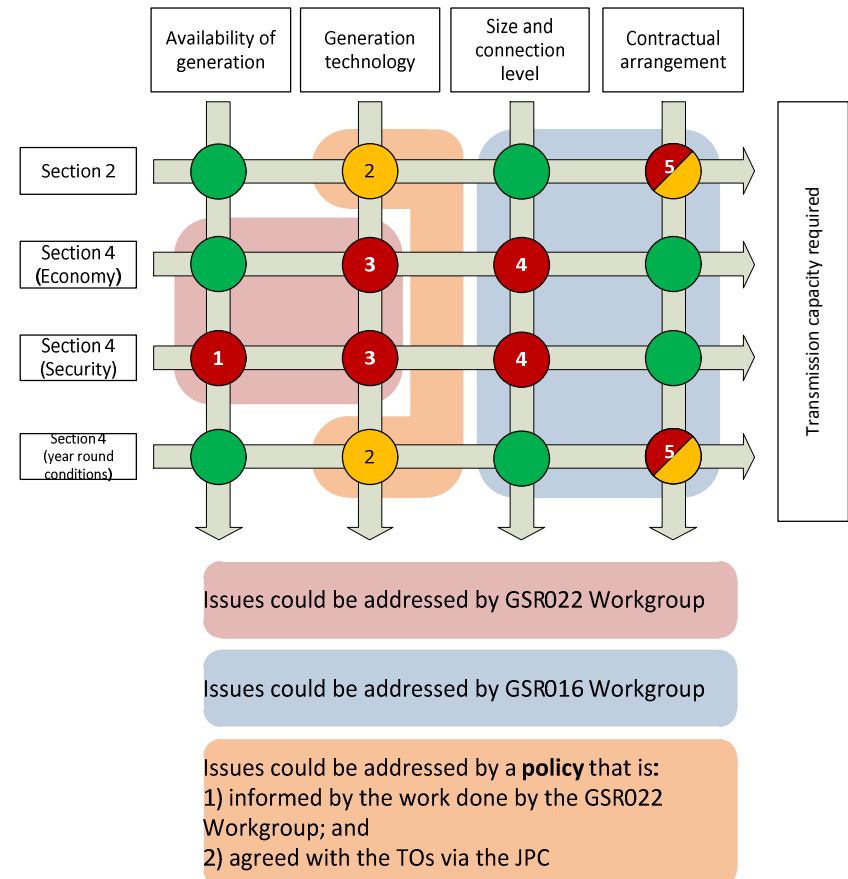 Availability of
generation
Generation
technology
Size and
connection
level
Contractual
arrangement
Section 2
2
5
Section 4
(Economy)
3
4
Section 4
(Security)
1
3
4
Section 4
(year round
conditions)
2
5
Transmission capacity required
Issues could be addressed by GSR022 Workgroup
Issues could be addressed by GSR016 Workgroup
Issues could be addressed by a policy that is:
1) informed by the work done by the GSR022
Workgroup; and
2) agreed with the TOs via the JPC